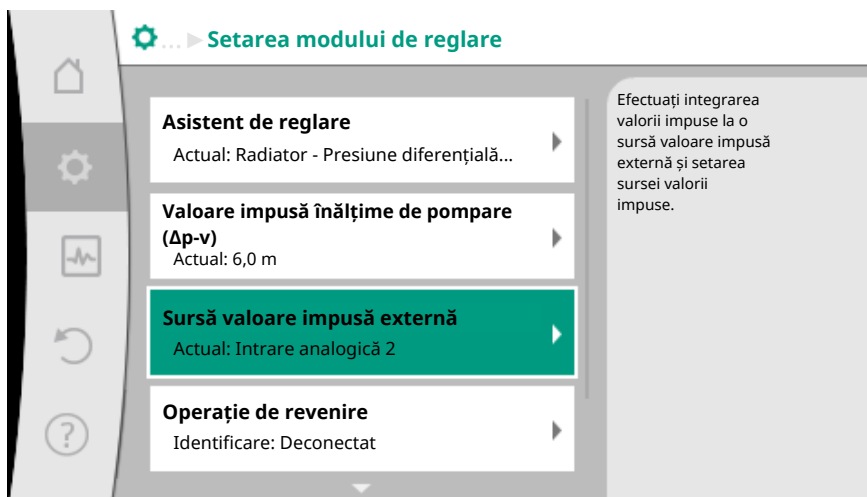 ... Setarea modului de reglare
Asistent de reglare
Actual: Radiator - Presiune diferențială...
Valoare impusă înălțime de pompare
(Δp-v)
Actual: 6,0 m
Sursă valoare impusă externă
Actual: Intrare analogică 2
Operație de revenire
Identificare: Deconectat
Efectuați integrarea
valorii impuse la o
sursă valoare impusă
externă și setarea
sursei valorii
impuse.